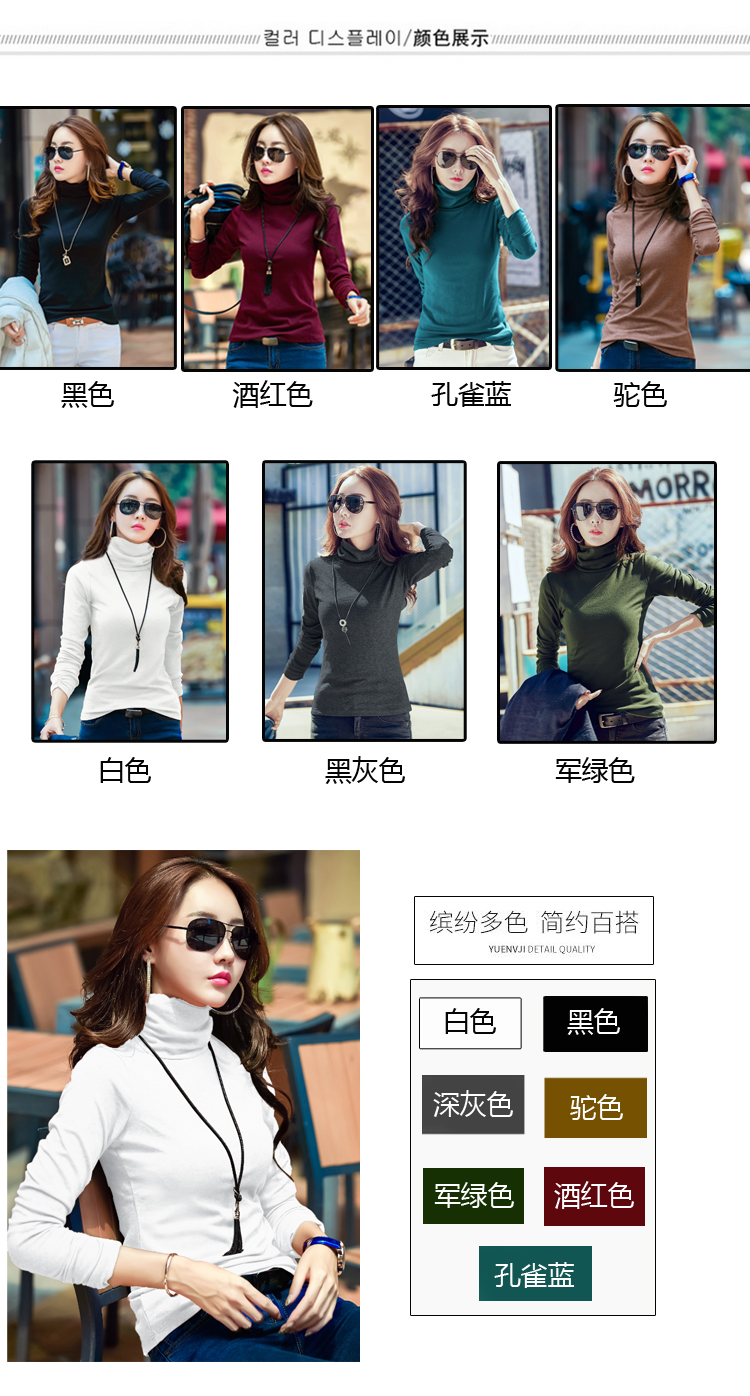 컬러 디스플레이/颜色展示
黑色
酒红色
孔雀蓝
驼色
MORR
白色
黑灰色
军绿色
缤纷多色 简约百搭
YUENVJI DETAIL QUALITY
白色
黑色
深灰色
驼色
军绿色
酒红色
孔雀蓝